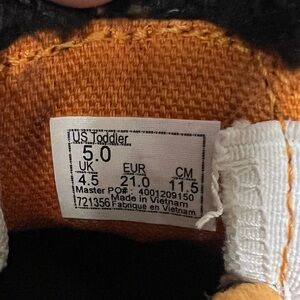 US Toddler
5.0
UK EUR CM
4.5 21.0 11.5
Master PO# : 4001209150
Made in Vietnam
721356 Fabriqué en Vietnam